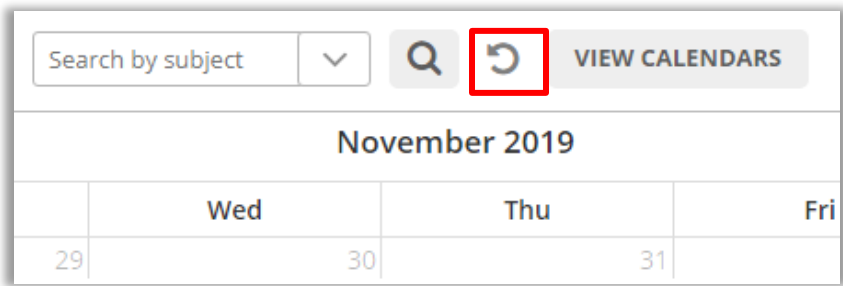 Search by subject VIEW CALENDARS
November 2019
Wed Thu Fri
29 30 31